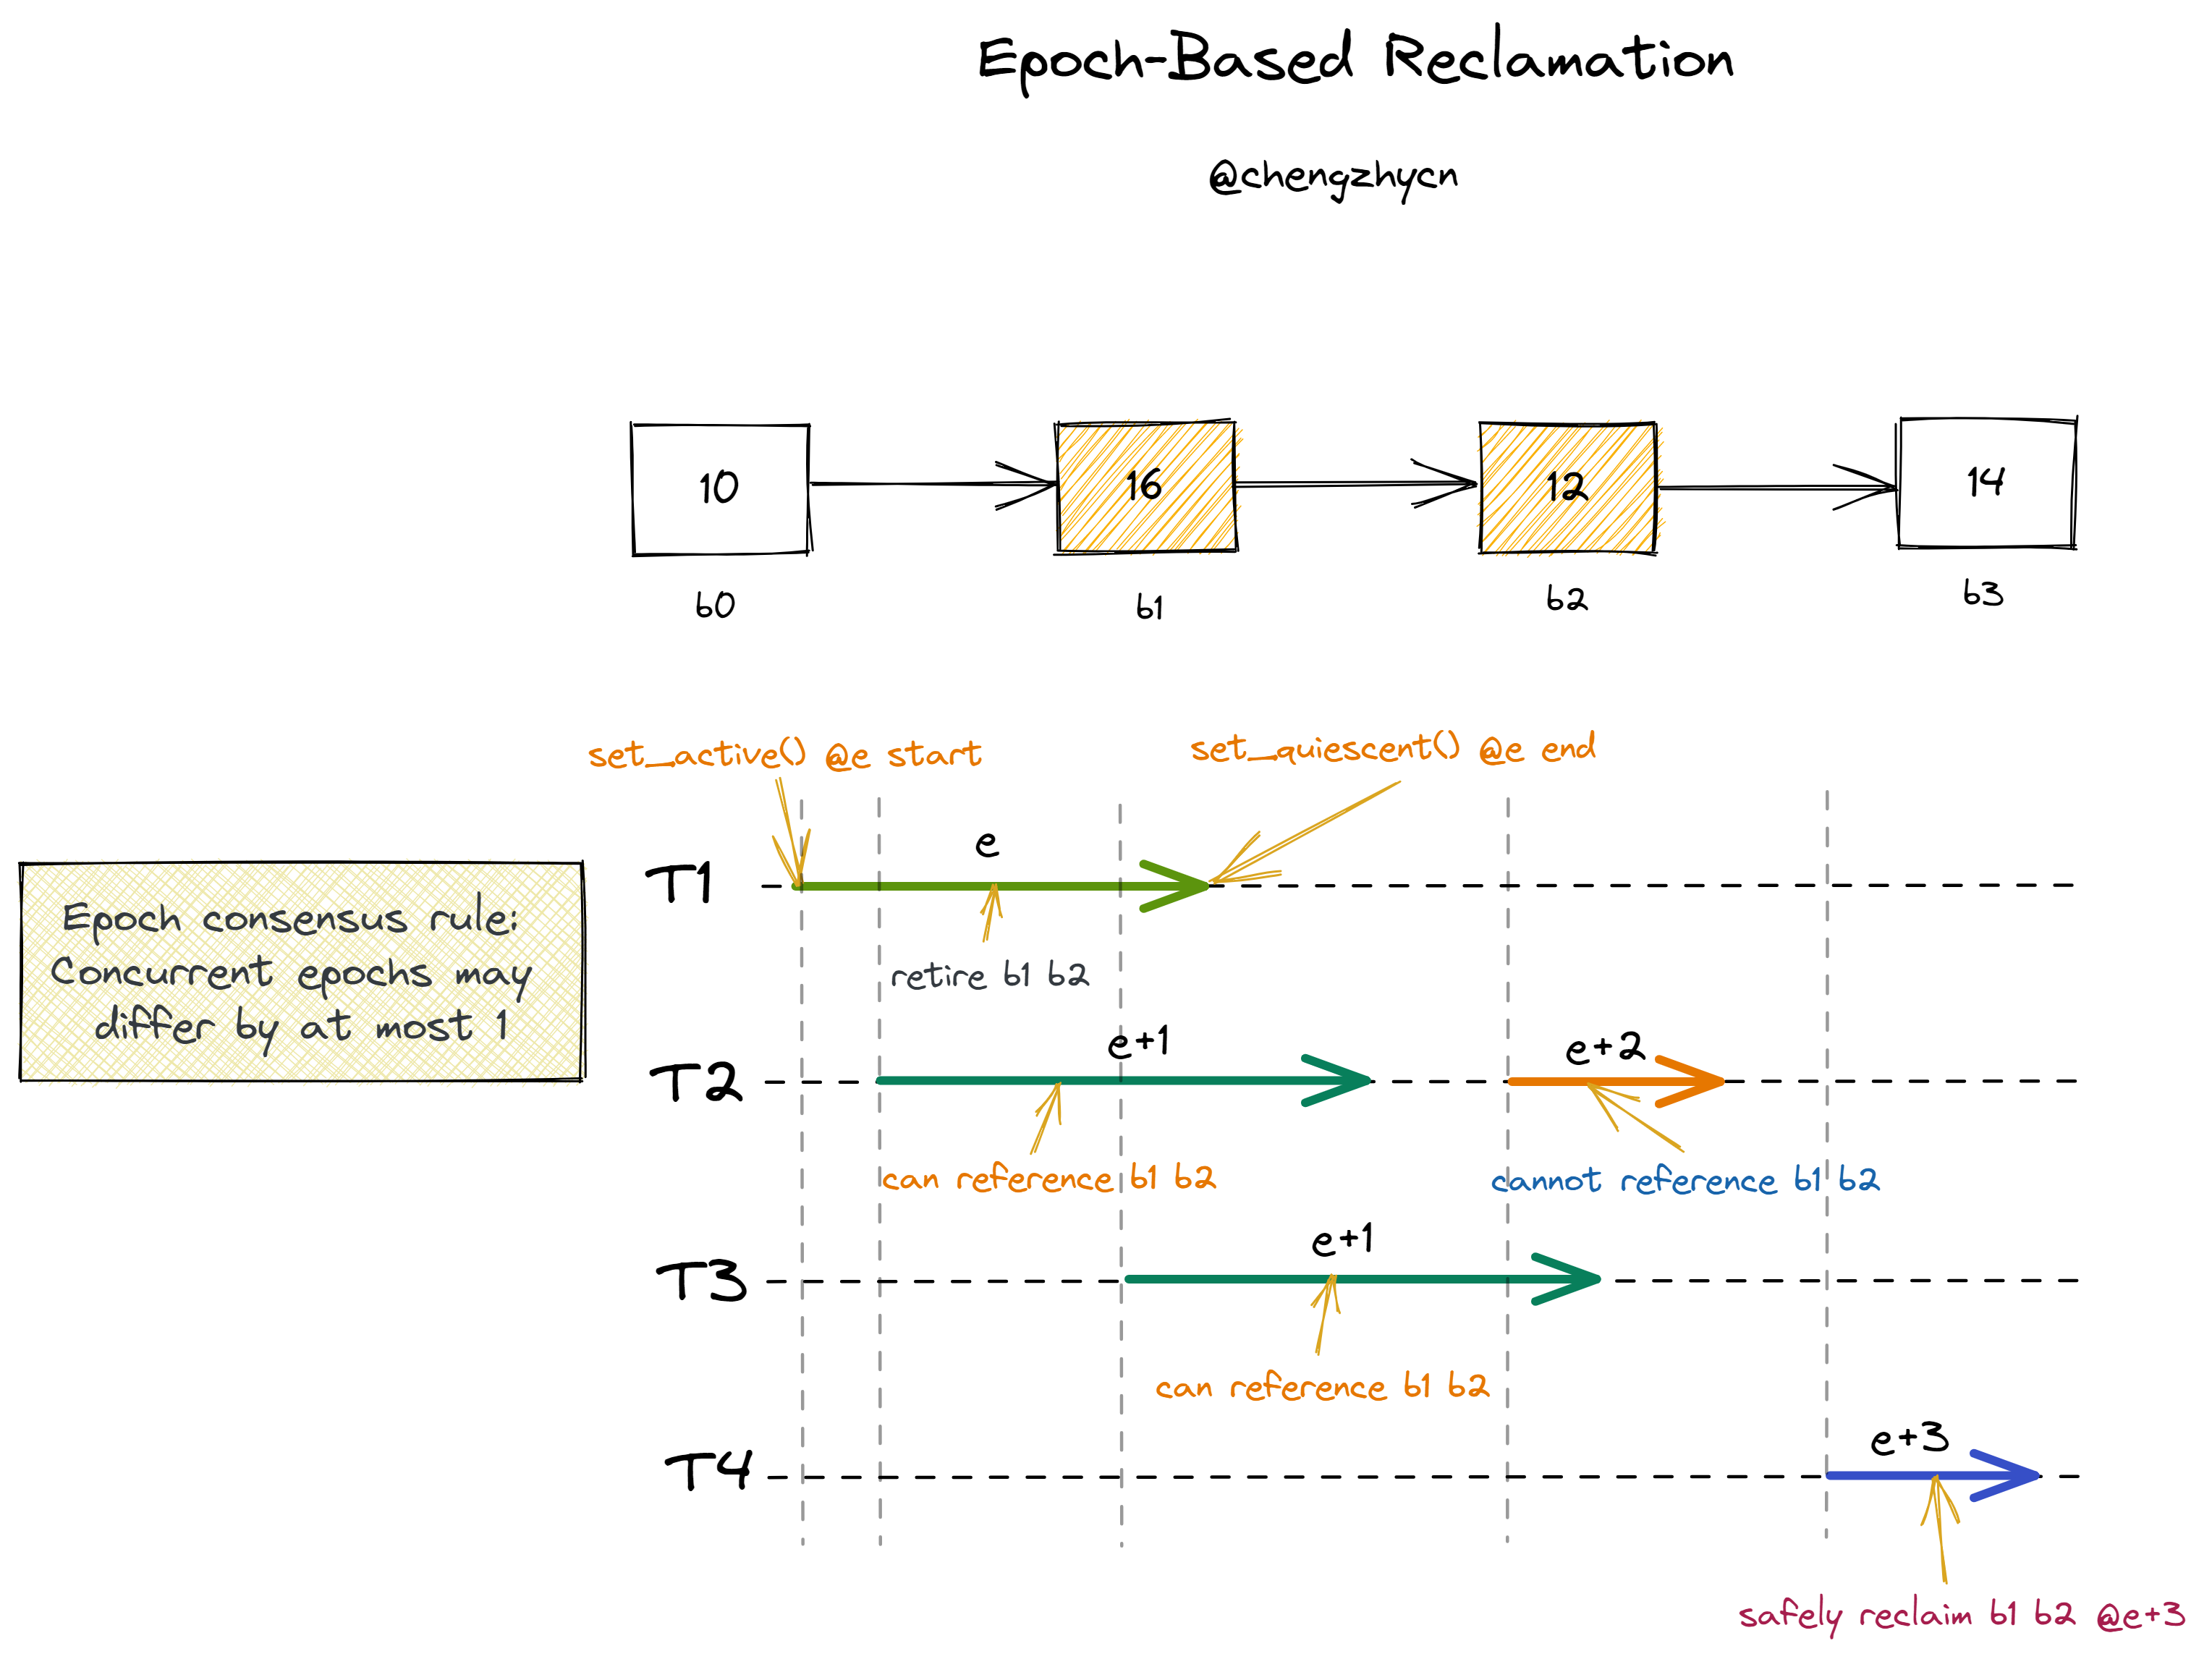 Epoch-Based Reclamation
@chengzhycn
10
16
12
14
b0
b1
b2
b3
set_active() @e start
set_quiescent() @e end
e
T1
retire b1 b2
Epoch consensus rule:
Concurrent epochs may
differ by at most 1
e+1
e+2
T2
can reference b1 b2
cannot reference b1 b2
e+1
T3
can reference b1 b2
e+3
T4
safely reclaim b1 b2 @e+3